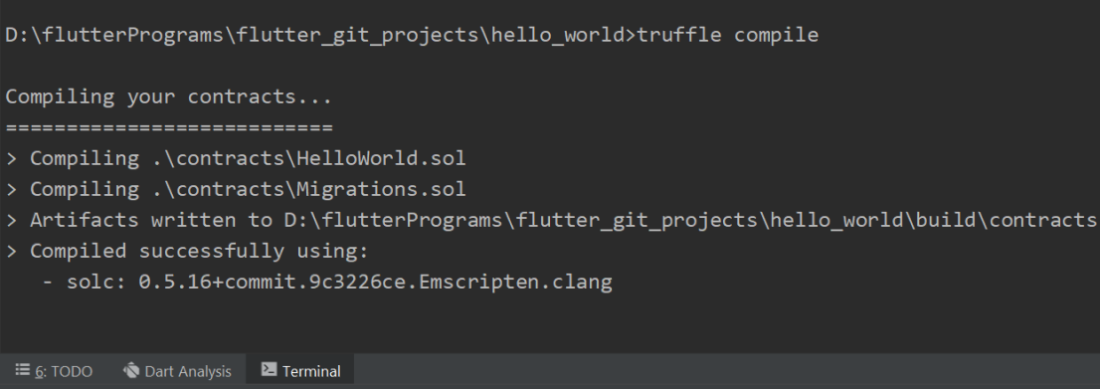 D:\flutterPrograms\flutter_git_projects\hello_world>truffle compile
Compiling your contracts...
===========================
> Compiling .\contracts\HelloWorld.sol
> Compiling .\contracts\Migrations.sol
> Artifacts written to D:\flutterPrograms\flutter_git_projects\hello_world\build\contracts
> Compiled successfully using:
- solc: 0.5.16+commit.9c3226ce.Emscripten.clang
6: TODO Dart Analysis Terminal